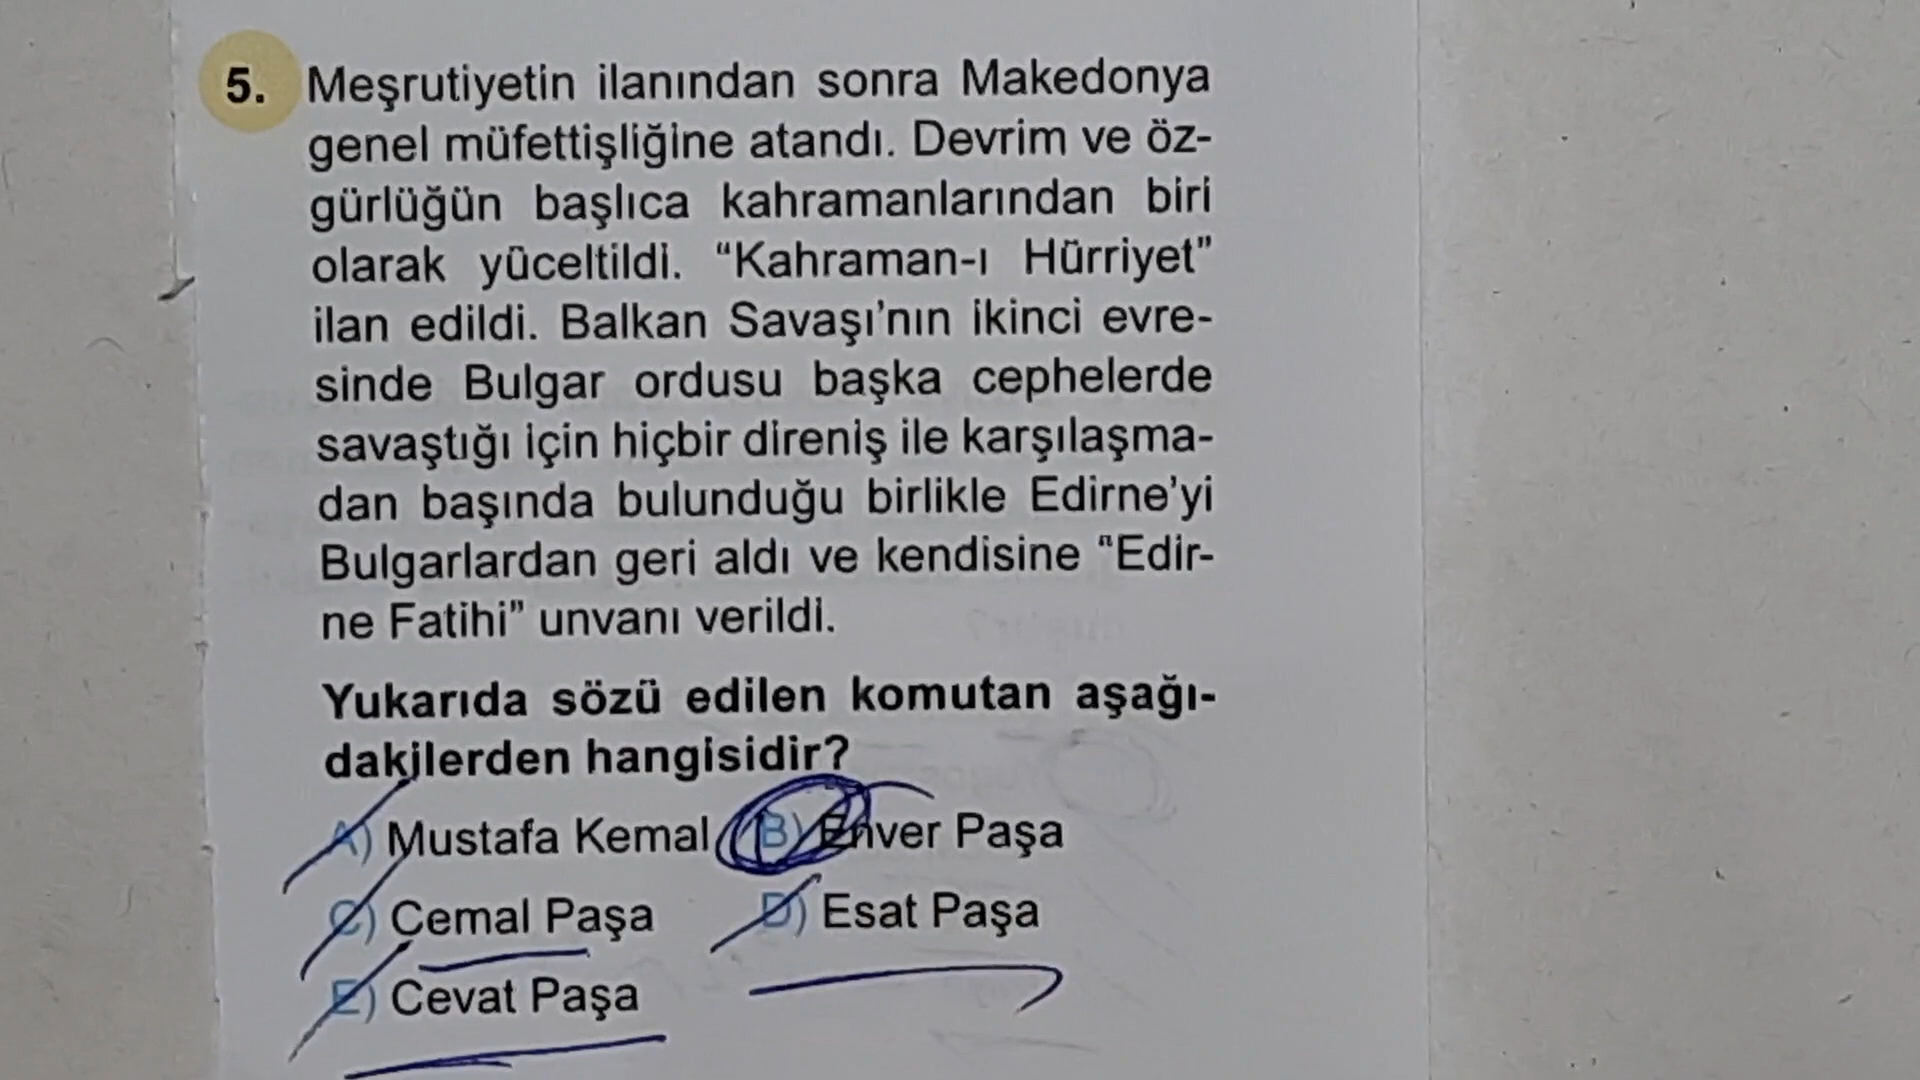 5. Meşrutiyetin ilanından sonra Makedonya
genel müfettişliğine atandı. Devrim ve öz-
gürlüğün başlıca kahramanlarından biri
olarak yüceltildi. “Kahraman-ı Hürriyet”
ilan edildi. Balkan Savaşı’nın ikinci evre-
sinde Bulgar ordusu başka cephelerde
savaştığı için hiçbir direniş ile karşılaşma-
dan başında bulunduğu birlikle Edirne’yi
Bulgarlardan geri aldı ve kendisine “Edir-
ne Fatihi” unvanı verildi.
Yukarıda sözü edilen komutan aşağı-
dakilerden hangisidir?
A) Mustafa Kemal B) Enver Paşa
C) Cemal Paşa D) Esat Paşa
E) Cevat Paşa